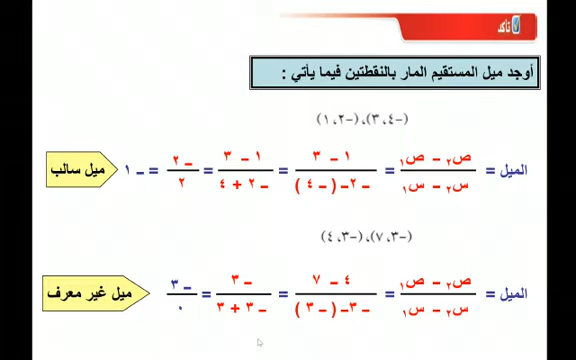 تأكد
أوجد ميل المستقيم المار بالنقطتين فيما يأتي :
(−٤، ٣)، (−٢، ١)
الميل = (ص٢ − ص١)/(س٢ − س١) = (١ − ٣)/(−٢ − (−٤)) = (١ − ٣)/(−٢ + ٤) = −٢/٢ = −١ ميل سالب
(−٣، ٧)، (−٣، ٤)
الميل = (ص٢ − ص١)/(س٢ − س١) = (٤ − ٧)/(−٣ − (−٣)) = −٣/(−٣ + ٣) = −٣/٠ ميل غير معرف